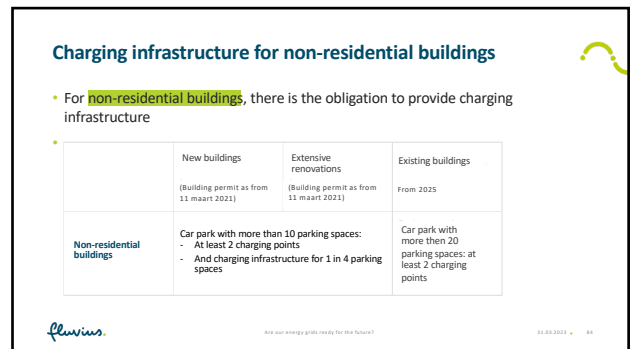 Charging infrastructure for non-residential buildings
• For non-residential buildings, there is the obligation to provide charging
infrastructure
•
New buildings
(Building permit as from
11 maart 2021)
Extensive
renovations
(Building permit as from
11 maart 2021)
Existing buildings
From 2025
Non-residential
buildings
Car park with more than 10 parking spaces:
- At least 2 charging points
- And charging infrastructure for 1 in 4 parking
spaces
Car park with
more then 20
parking spaces: at
least 2 charging
points
fluvius.
Are our energy grids ready for the future?
01.03.2023 • 84